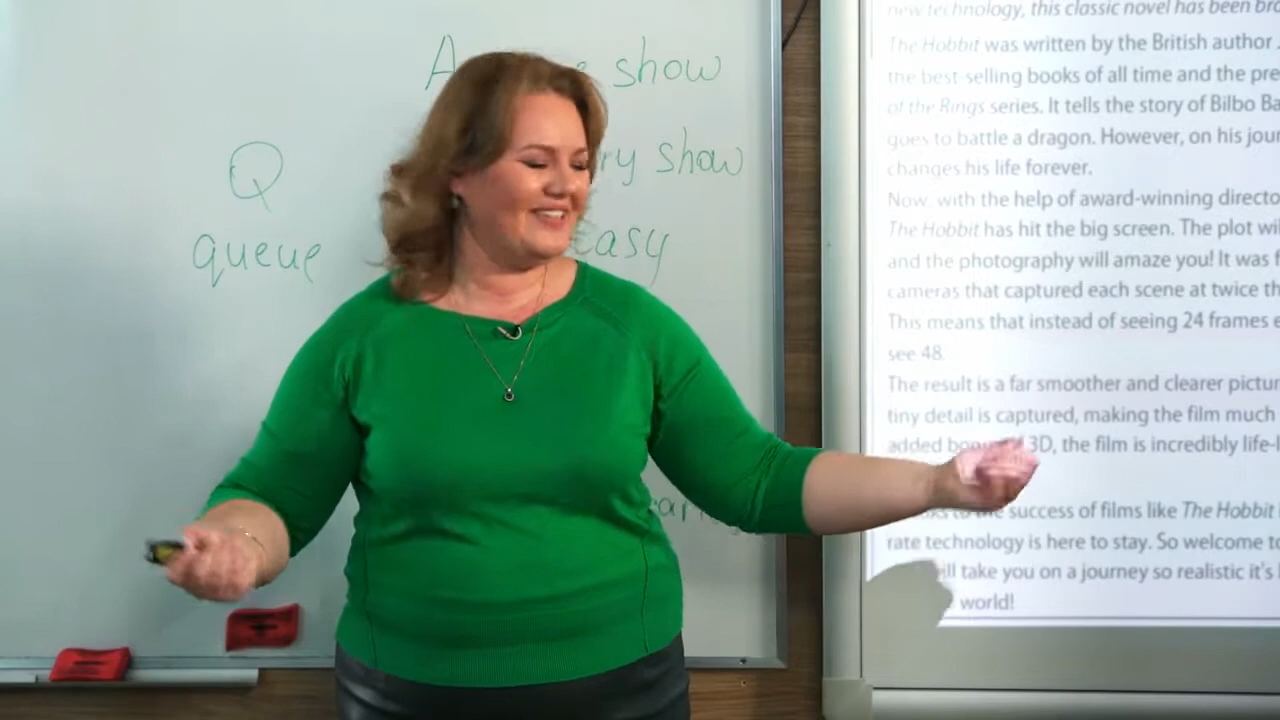 A show
ry show
Q
queue
easy
new technology, this classic novel has been bro
The Hobbit was written by the British author
the best-selling books of all time and the pre
of the Rings series. It tells the story of Bilbo Ba
goes to battle a dragon. However, on his jour
changes his life forever.
Now, with the help of award-winning directo
The Hobbit has hit the big screen. The plot wi
and the photography will amaze you! It was f
cameras that captured each scene at twice th
This means that instead of seeing 24 frames e
see 48.
The result is a far smoother and clearer pictur
tiny detail is captured, making the film much
added 3D, the film is incredibly life-l
to the success of films like The Hobbit
rate technology is here to stay. So welcome to
ill take you on a journey so realistic it's
world!